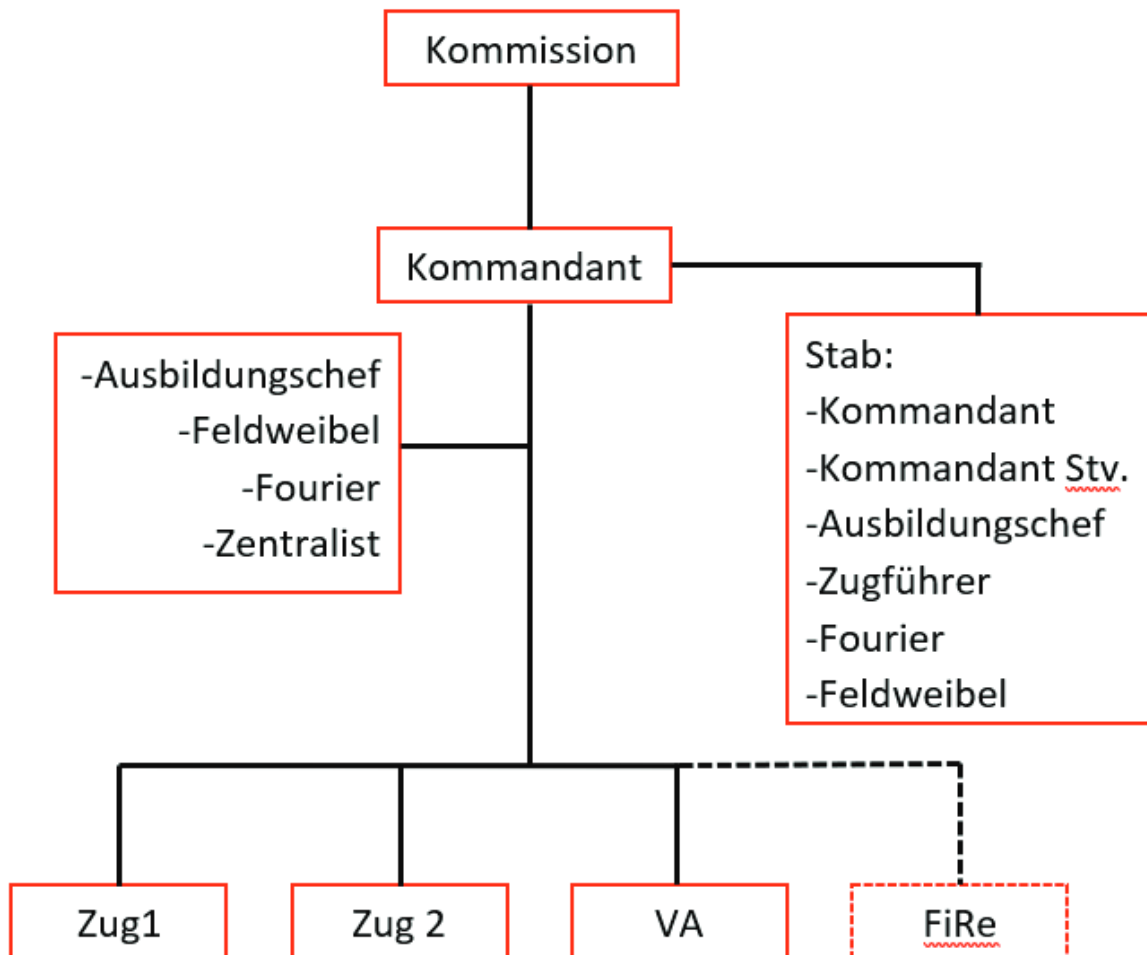 Kommission
Kommandant
-Ausbildungschef
-Feldweibel
-Fourier
-Zentralist
Stab:
-Kommandant
-Kommandant Stv.
-Ausbildungschef
-Zugführer
-Fourier
-Feldweibel
Zug1
Zug 2
VA
FiRe